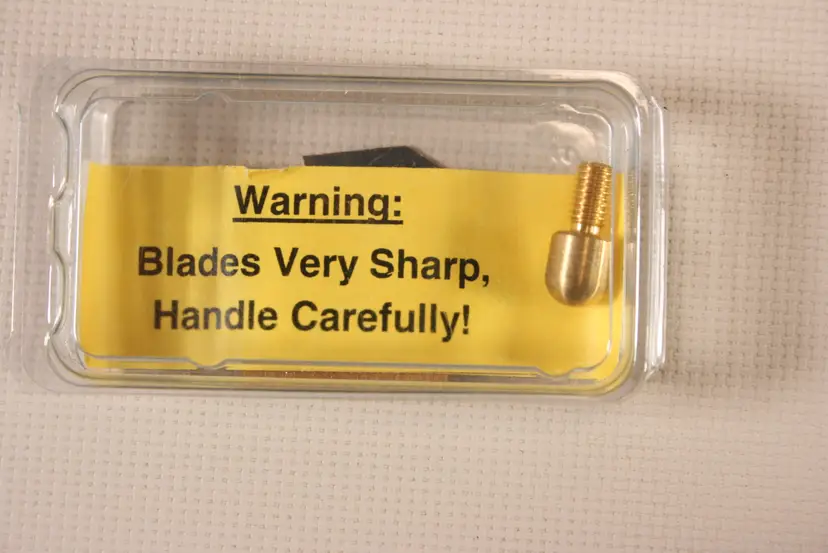 Warning:
Blades Very Sharp,
Handle Carefully!